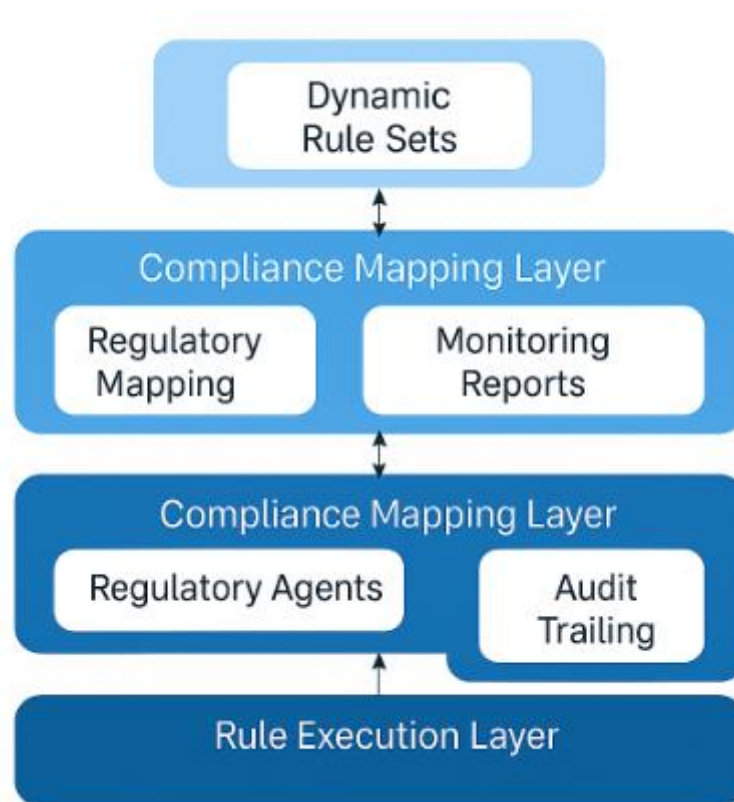 Dynamic
Rule Sets
Compliance Mapping Layer
Regulatory
Mapping
Monitoring
Reports
Compliance Mapping Layer
Regulatory Agents
Audit
Trailing
Rule Execution Layer